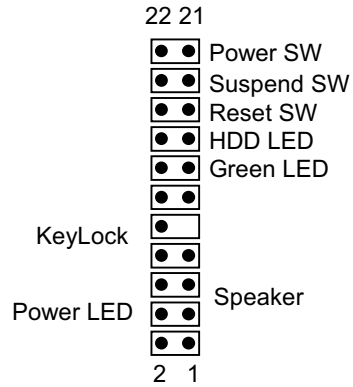 22 21
Power SW
Suspend SW
Reset SW
HDD LED
Green LED
KeyLock
Speaker
Power LED
2 1